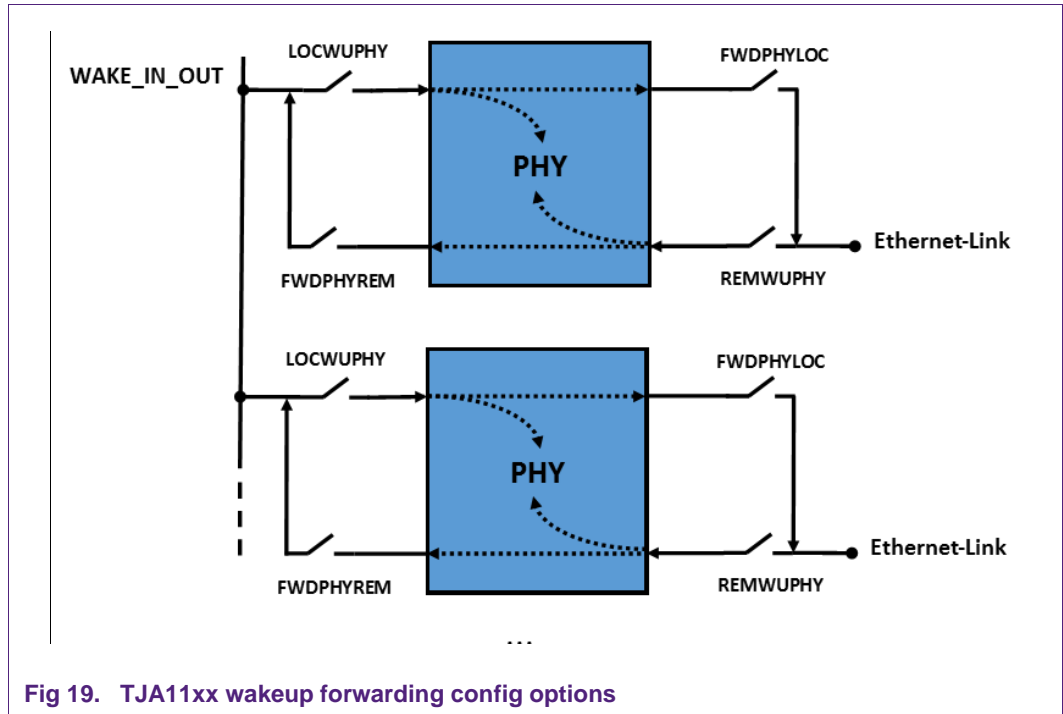 LOCWUPHY
FWDPHYLOC
WAKE_IN_OUT
PHY
Ethernet-Link
FWDPHYREM
REMWUPHY
LOCWUPHY
FWDPHYLOC
PHY
Ethernet-Link
FWDPHYREM
REMWUPHY
...
Fig 19. TJA11xx wakeup forwarding config options